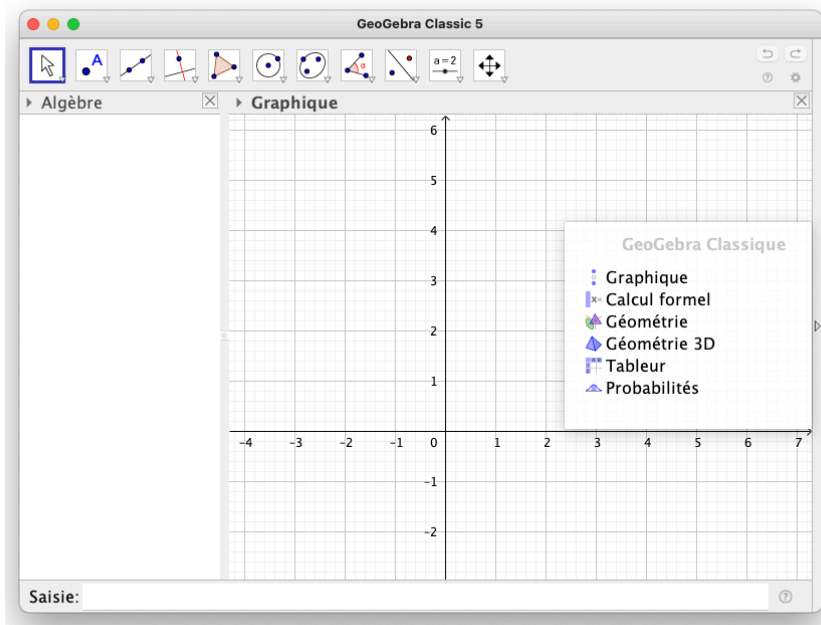 GeoGebra Classic 5
A
α
a=2
Algèbre
Graphique
6
5
4
3
2
1
-4 -3 -2 -1 0 1 2 3 4 5 6 7
-1
-2
GeoGebra Classique
Graphique
x= Calcul formel
Géométrie
Géométrie 3D
Tableur
Probabilités
Saisie: